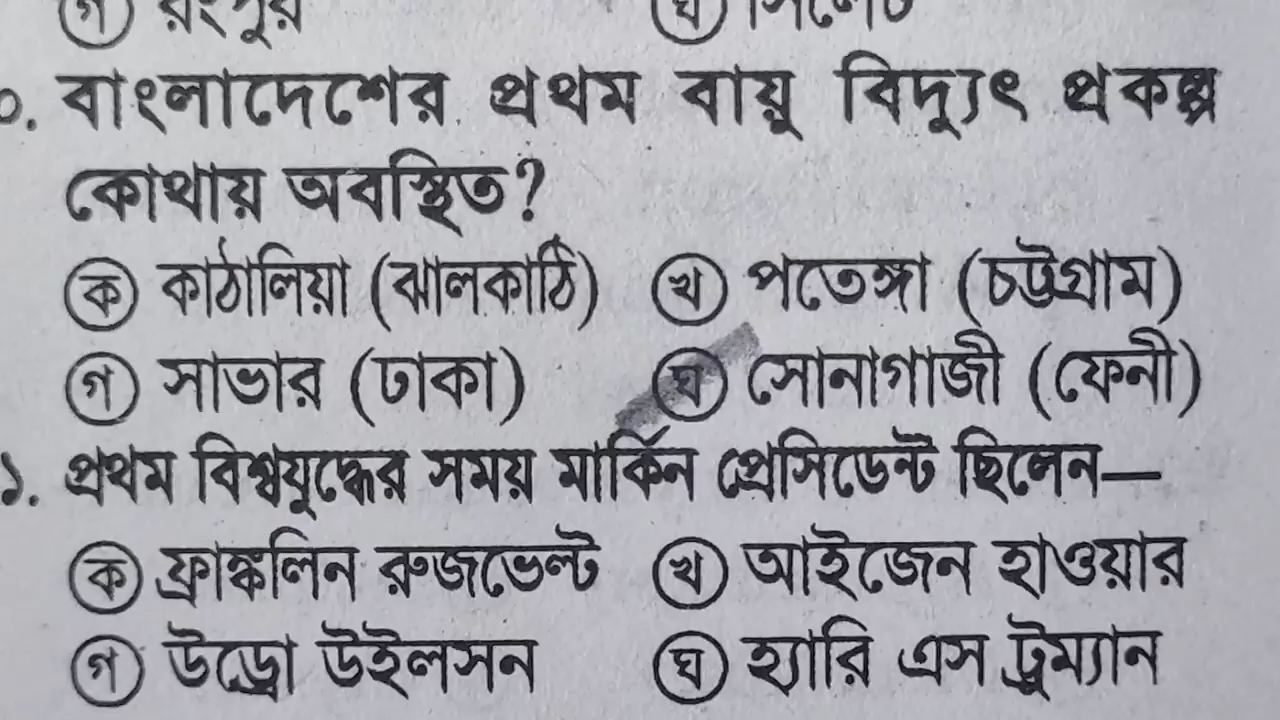 গ রংপুর ঘ সিলেট
০. বাংলাদেশের প্রথম বায়ু বিদ্যুৎ প্রকল্প
কোথায় অবস্থিত?
ক কাঠালিয়া (ঝালকাঠি) খ পতেঙ্গা (চট্টগ্রাম)
গ সাভার (ঢাকা) ঘ সোনাগাজী (ফেনী)
১. প্রথম বিশ্বযুদ্ধের সময় মার্কিন প্রেসিডেন্ট ছিলেন—
ক ফ্রাঙ্কলিন রুজভেল্ট খ আইজেন হাওয়ার
গ উড্রো উইলসন ঘ হ্যারি এস ট্রুম্যান